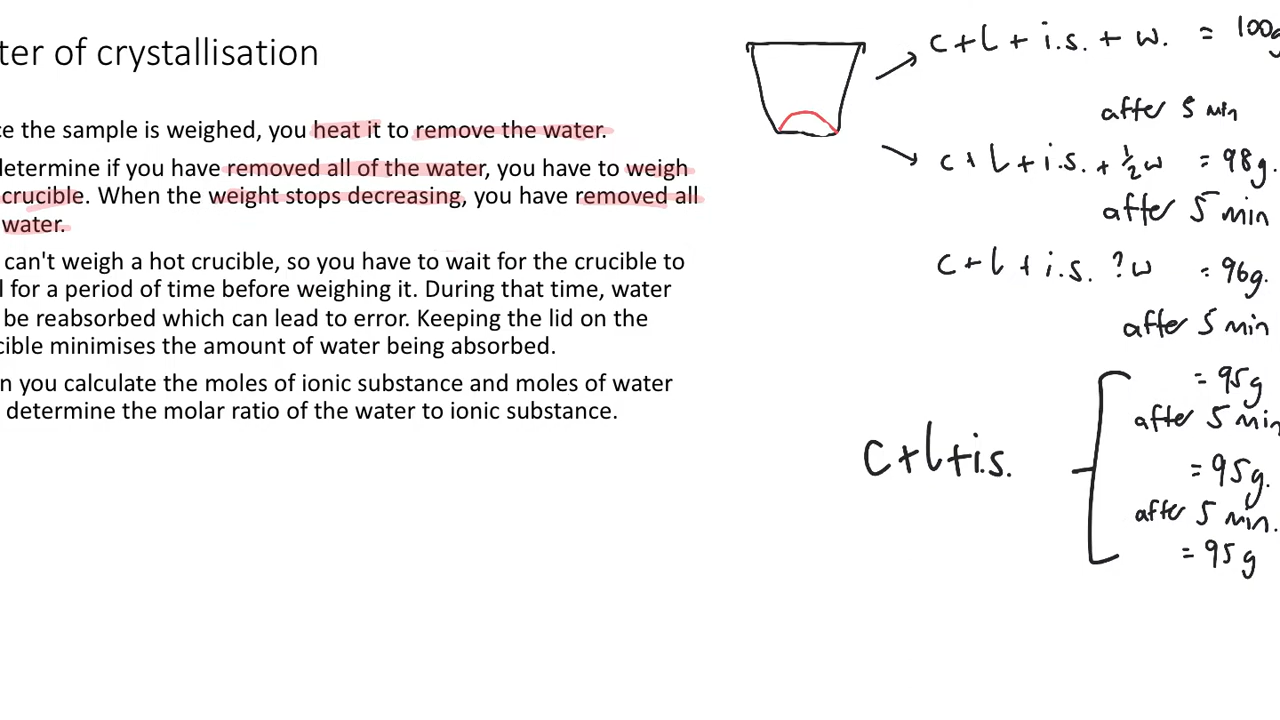 ter of crystallisation
ce the sample is weighed, you heat it to remove the water.
determine if you have removed all of the water, you have to weigh
crucible. When the weight stops decreasing, you have removed all
water.
can't weigh a hot crucible, so you have to wait for the crucible to
l for a period of time before weighing it. During that time, water
be reabsorbed which can lead to error. Keeping the lid on the
cible minimises the amount of water being absorbed.
n you calculate the moles of ionic substance and moles of water
determine the molar ratio of the water to ionic substance.
c+l+i.s.+w. = 100g
after 5 min
c+l+i.s.+½w = 98g.
after 5 min
c+l+i.s. ?w = 96g.
after 5 min
= 95g
after 5 min
c+l+i.s.
= 95g.
after 5 min.
= 95g